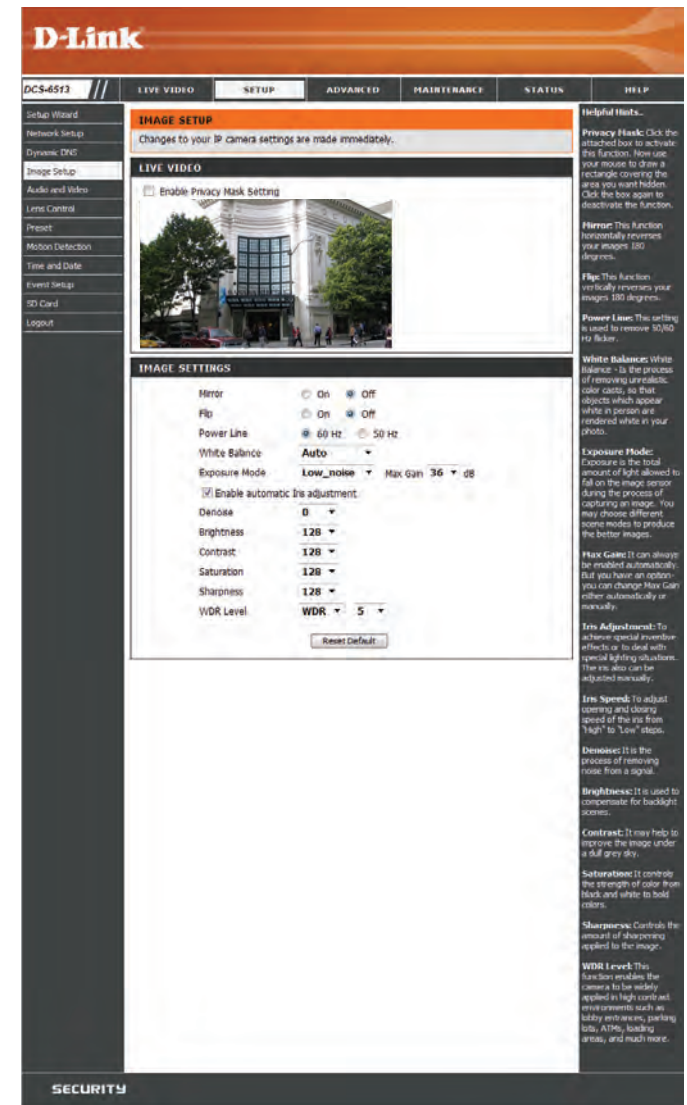 D-Link
DCS-6513 // LIVE VIDEO SETUP ADVANCED MAINTENANCE STATUS HELP
Setup Wizard
Network Setup
Dynamic DNS
Image Setup
Audio and Video
Lens Control
Preset
Motion Detection
Time and Date
Event Setup
SD Card
Logout
IMAGE SETUP
Changes to your IP camera settings are made immediately.
LIVE VIDEO
Enable Privacy Mask Setting
IMAGE SETTINGS
Mirror On Off
Flip On Off
Power Line 60 Hz 50 Hz
White Balance Auto
Exposure Mode Low_noise Max Gain 36 dB
Enable automatic Iris adjustment
Denoise 0
Brightness 128
Contrast 128
Saturation 128
Sharpness 128
WDR Level WDR 5
Reset Default
Helpful Hints..
Privacy Mask: Click the
attached box to activate
this function. Now use
your mouse to draw a
rectangle covering the
area you want hidden.
Click the box again to
deactivate the function.
Mirror: This function
horizontally reverses
your images 180
degrees.
Flip: This function
vertically reverses your
images 180 degrees.
Power Line: This setting
is used to remove 50/60
Hz flicker.
White Balance: White
Balance - Is the process
of removing unrealistic
color casts, so that
objects which appear
white in person are
rendered white in your
photo.
Exposure Mode:
Exposure is the total
amount of light allowed to
fall on the image sensor
during the process of
capturing an image. You
may choose different
scene modes to produce
the better images.
Max Gain: It can always
be enabled automatically.
But you have an option-
you can change Max Gain
either automatically or
manually.
Iris Adjustment: To
achieve special inventive
effects or to deal with
special lighting situations.
The iris also can be
adjusted manually.
Iris Speed: To adjust
opening and closing
speed of the iris from
"High" to "Low" steps.
Denoise: It is the
process of removing
noise from a signal.
Brightness: It is used to
compensate for backlight
scenes.
Contrast: It may help to
improve the image under
a dull grey sky.
Saturation: It controls
the strength of color from
black and white to bold
colors.
Sharpness: Controls the
amount of sharpening
applied to the image.
WDR Level: This
function enables the
camera to be widely
applied in high contrast
environments such as
lobby entrances, parking
lots, ATMs, loading
areas, and much more.
SECURITY